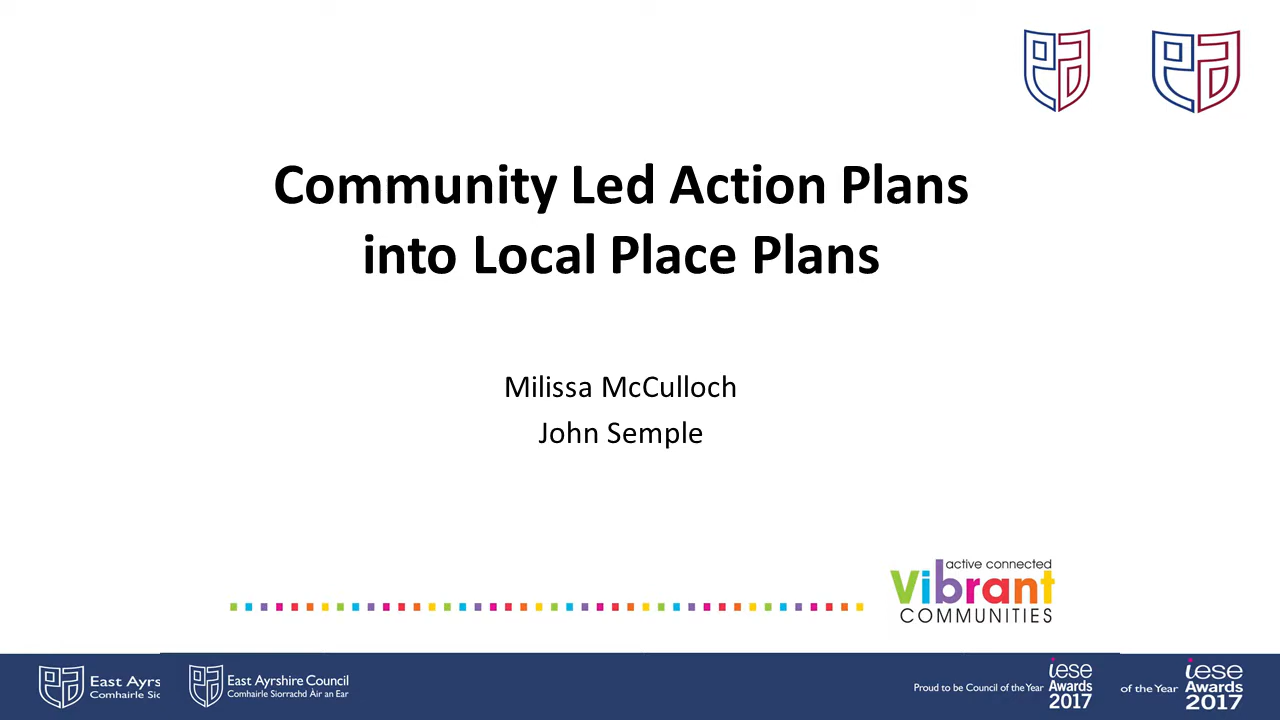 Community Led Action Plans
into Local Place Plans
Milissa McCulloch
John Semple
active connected
Vibrant
COMMUNITIES
East Ayrs
Comhairle Sic
East Ayrshire Council
Comhairle Siorrachd Àir an Ear
Proud to be Council of the Year
iese
Awards
2017
of the Year
iese
Awards
2017